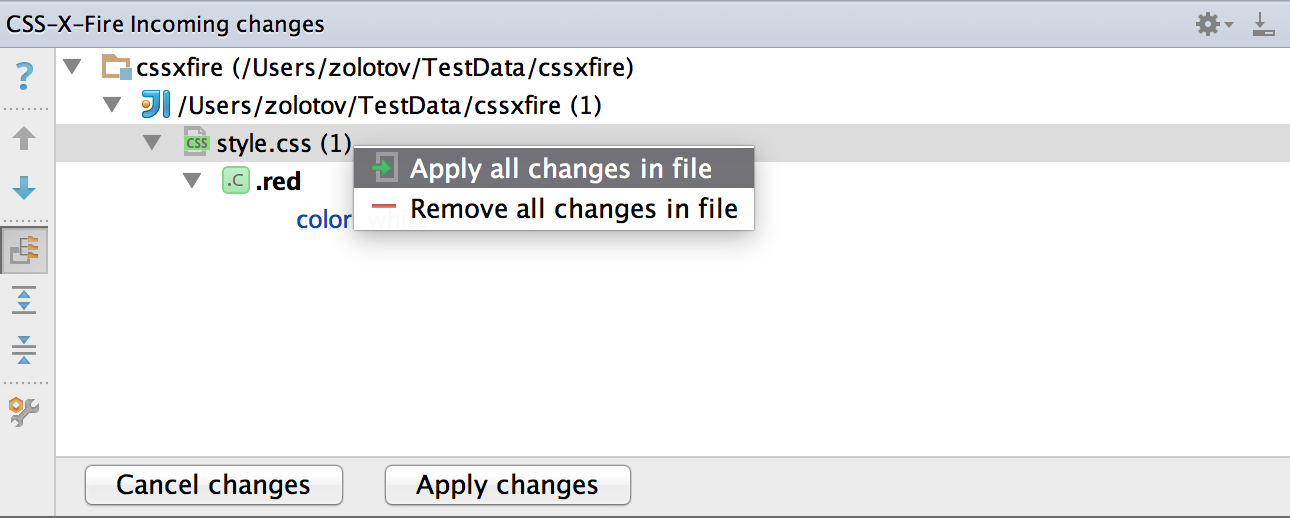 CSS-X-Fire Incoming changes
?
cssxfire (/Users/zolotov/TestData/cssxfire)
/Users/zolotov/TestData/cssxfire (1)
CSS style.css (1)
Apply all changes in file
.C .red
Remove all changes in file
color white
Cancel changes Apply changes